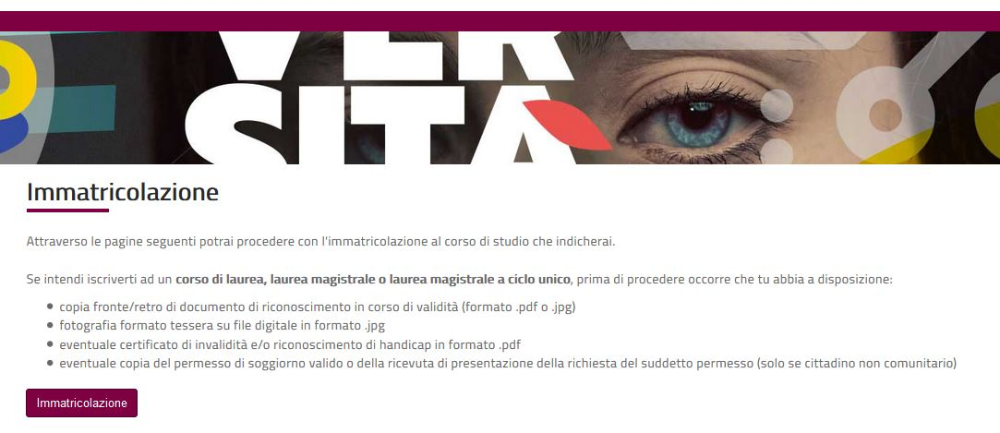 VER
SITÀ
Immatricolazione
Attraverso le pagine seguenti potrai procedere con l'immatricolazione al corso di studio che indicherai.
Se intendi iscriverti ad un corso di laurea, laurea magistrale o laurea magistrale a ciclo unico, prima di procedere occorre che tu abbia a disposizione:
copia fronte/retro di documento di riconoscimento in corso di validità (formato .pdf o .jpg)
fotografia formato tessera su file digitale in formato .jpg
eventuale certificato di invalidità e/o riconoscimento di handicap in formato .pdf
eventuale copia del permesso di soggiorno valido o della ricevuta di presentazione della richiesta del suddetto permesso (solo se cittadino non comunitario)
Immatricolazione